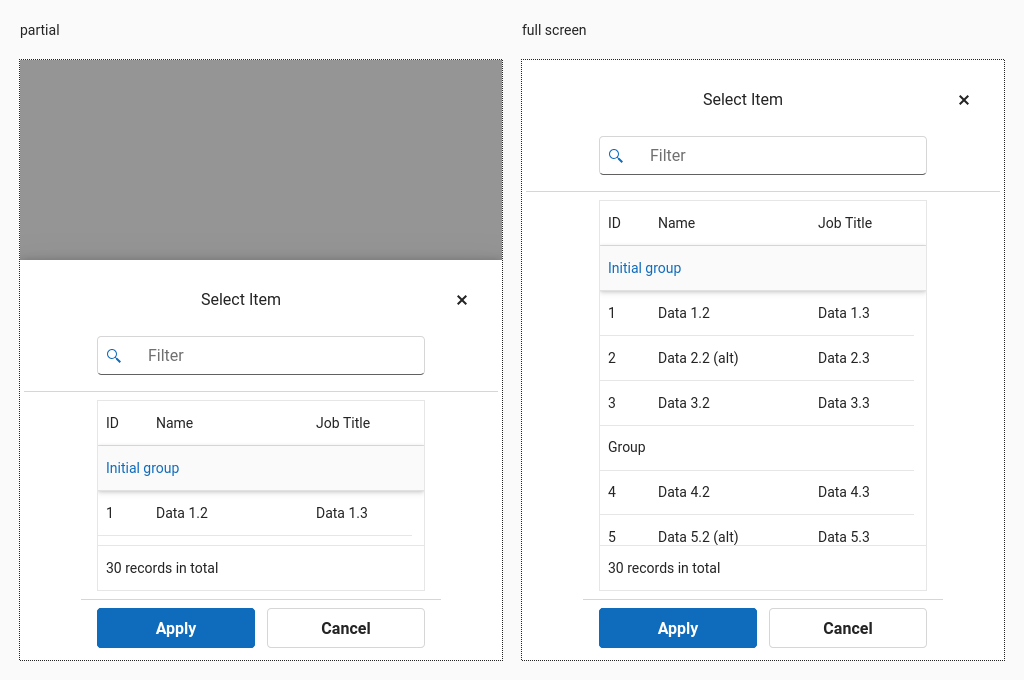 partial
Select Item
Filter
ID Name Job Title
Initial group
1 Data 1.2 Data 1.3
30 records in total
Apply Cancel
full screen
Select Item
Filter
ID Name Job Title
Initial group
1 Data 1.2 Data 1.3
2 Data 2.2 (alt) Data 2.3
3 Data 3.2 Data 3.3
Group
4 Data 4.2 Data 4.3
5 Data 5.2 (alt) Data 5.3
30 records in total
Apply Cancel